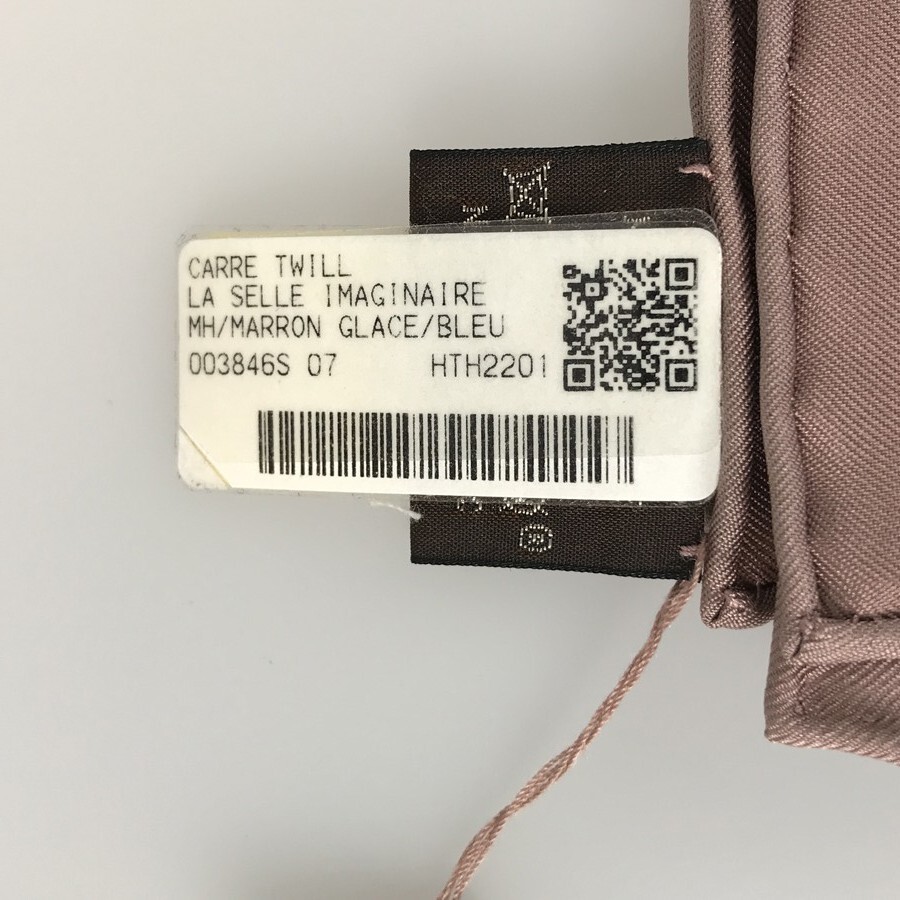 CARRE TWILL
LA SELLE IMAGINAIRE
MH/MARRON GLACE/BLEU
003846S 07 HTH2201